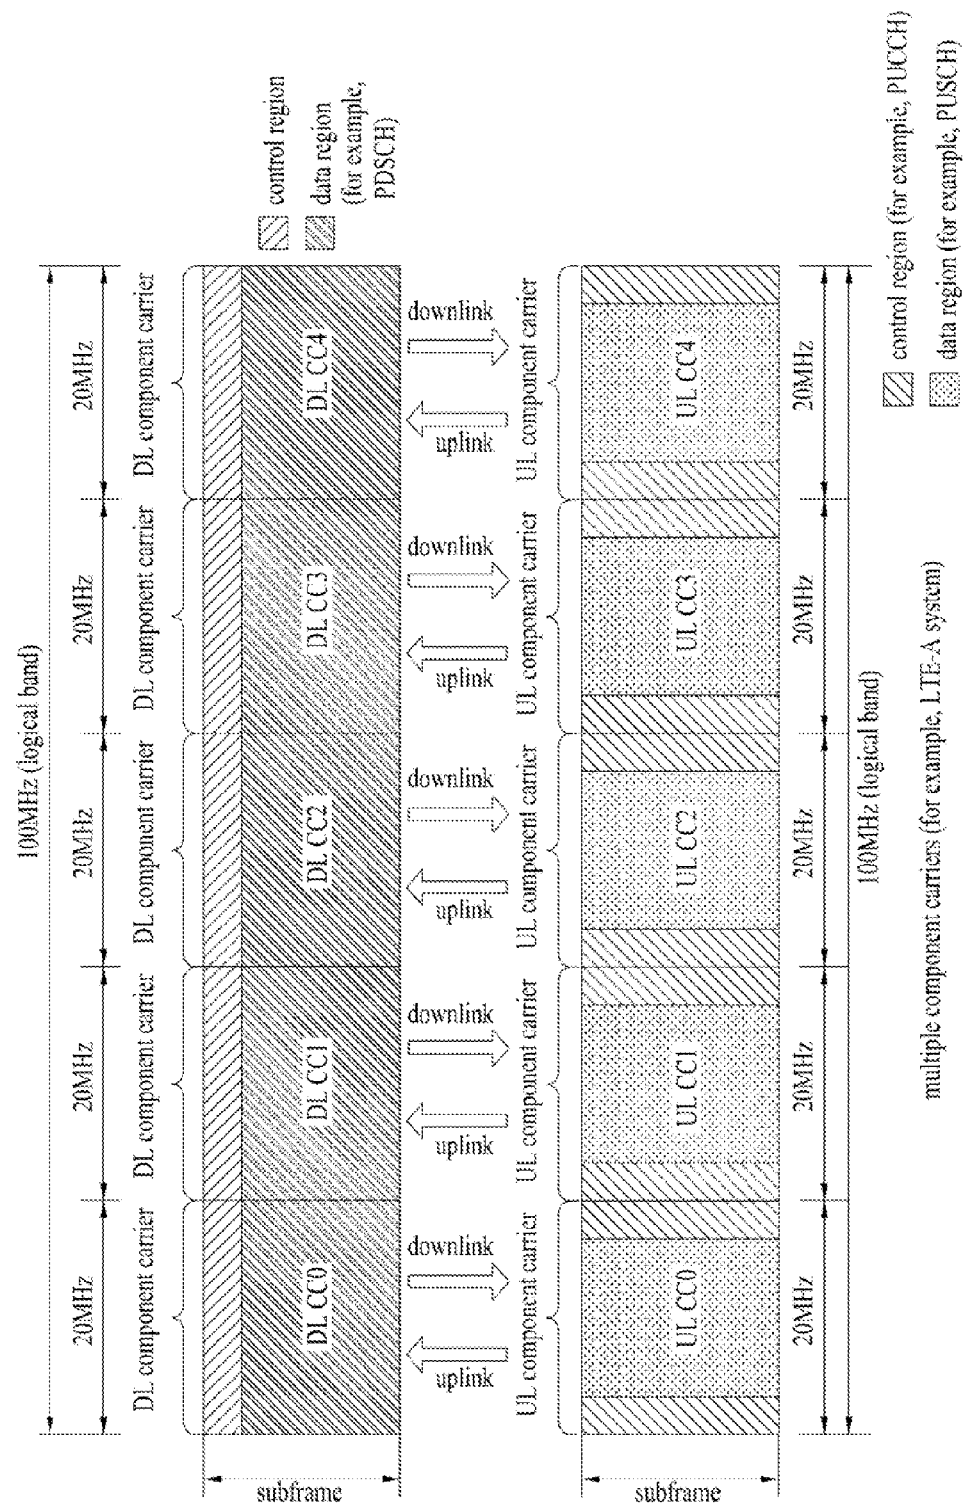 100MHz (logical band)
20MHz
20MHz
20MHz
20MHz
20MHz
DL component carrier
DL component carrier
DL component carrier
DL component carrier
DL component carrier
control region
data region
(for example,
PDSCH)
subframe
DL CC0
DL CC1
DL CC2
DL CC3
DL CC4
uplink
downlink
uplink
downlink
uplink
downlink
uplink
downlink
uplink
downlink
UL component carrier
UL component carrier
UL component carrier
UL component carrier
UL component carrier
subframe
UL CC0
UL CC1
UL CC2
UL CC3
UL CC4
20MHz
20MHz
20MHz
20MHz
20MHz
100MHz (logical band)
control region (for example, PUCCH)
data region (for example, PUSCH)
multiple component carriers (for example, LTE-A system)